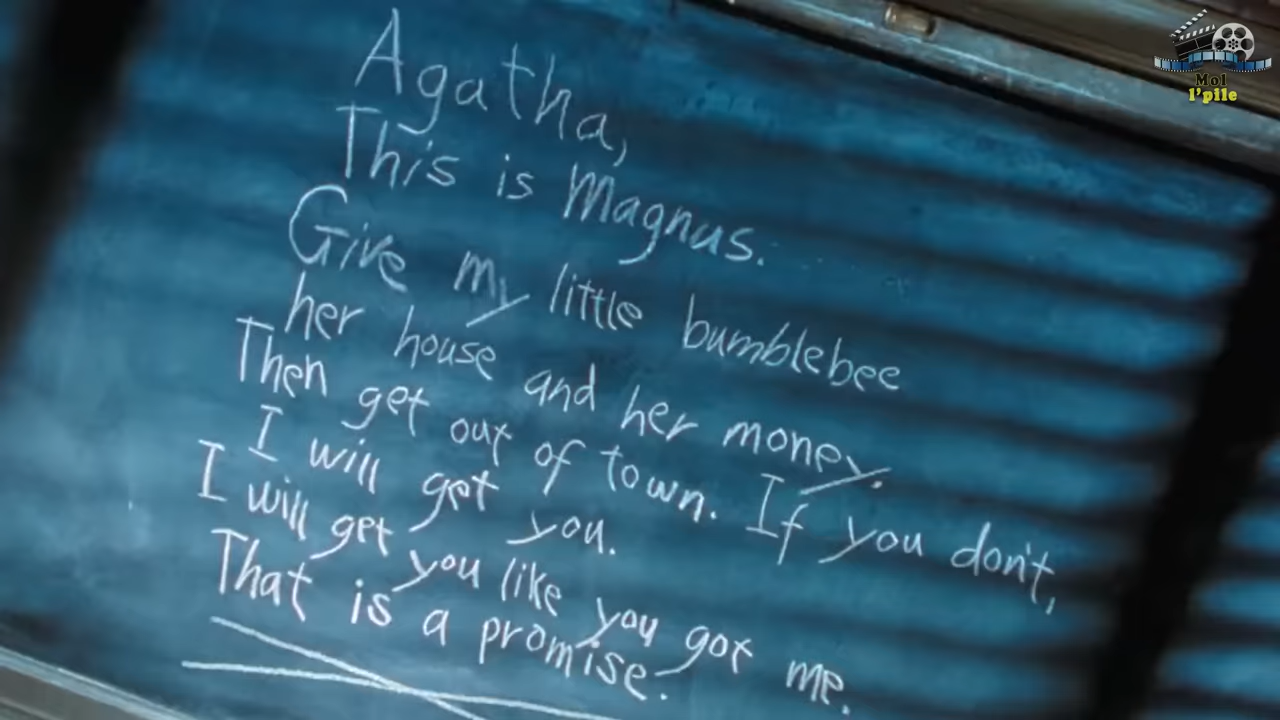 Mol
l'pile
Agatha,
This is Magnus.
Give my little bumblebee
her house and her money.
Then get out of town. If you don't,
I will get you.
I will get you like you got me.
That is a promise.